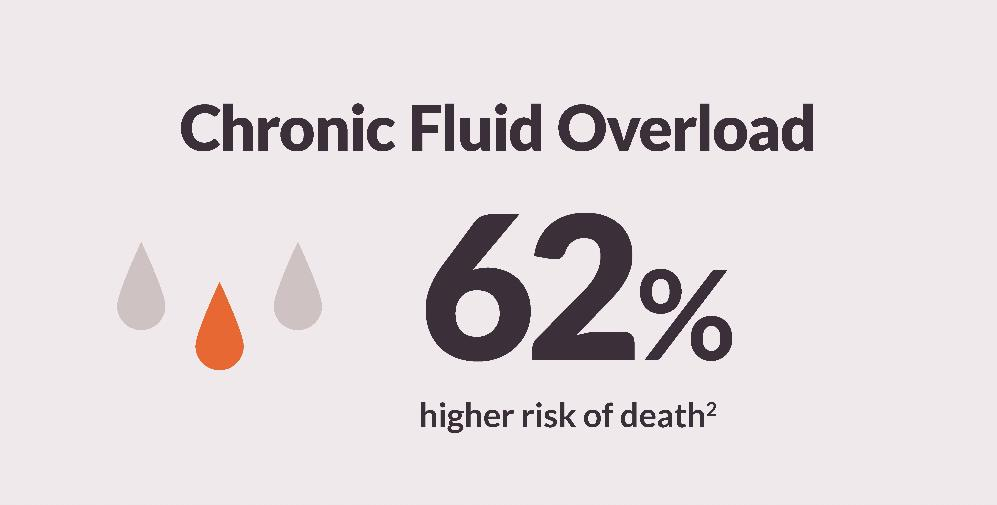 Chronic Fluid Overload
62%
higher risk of death²